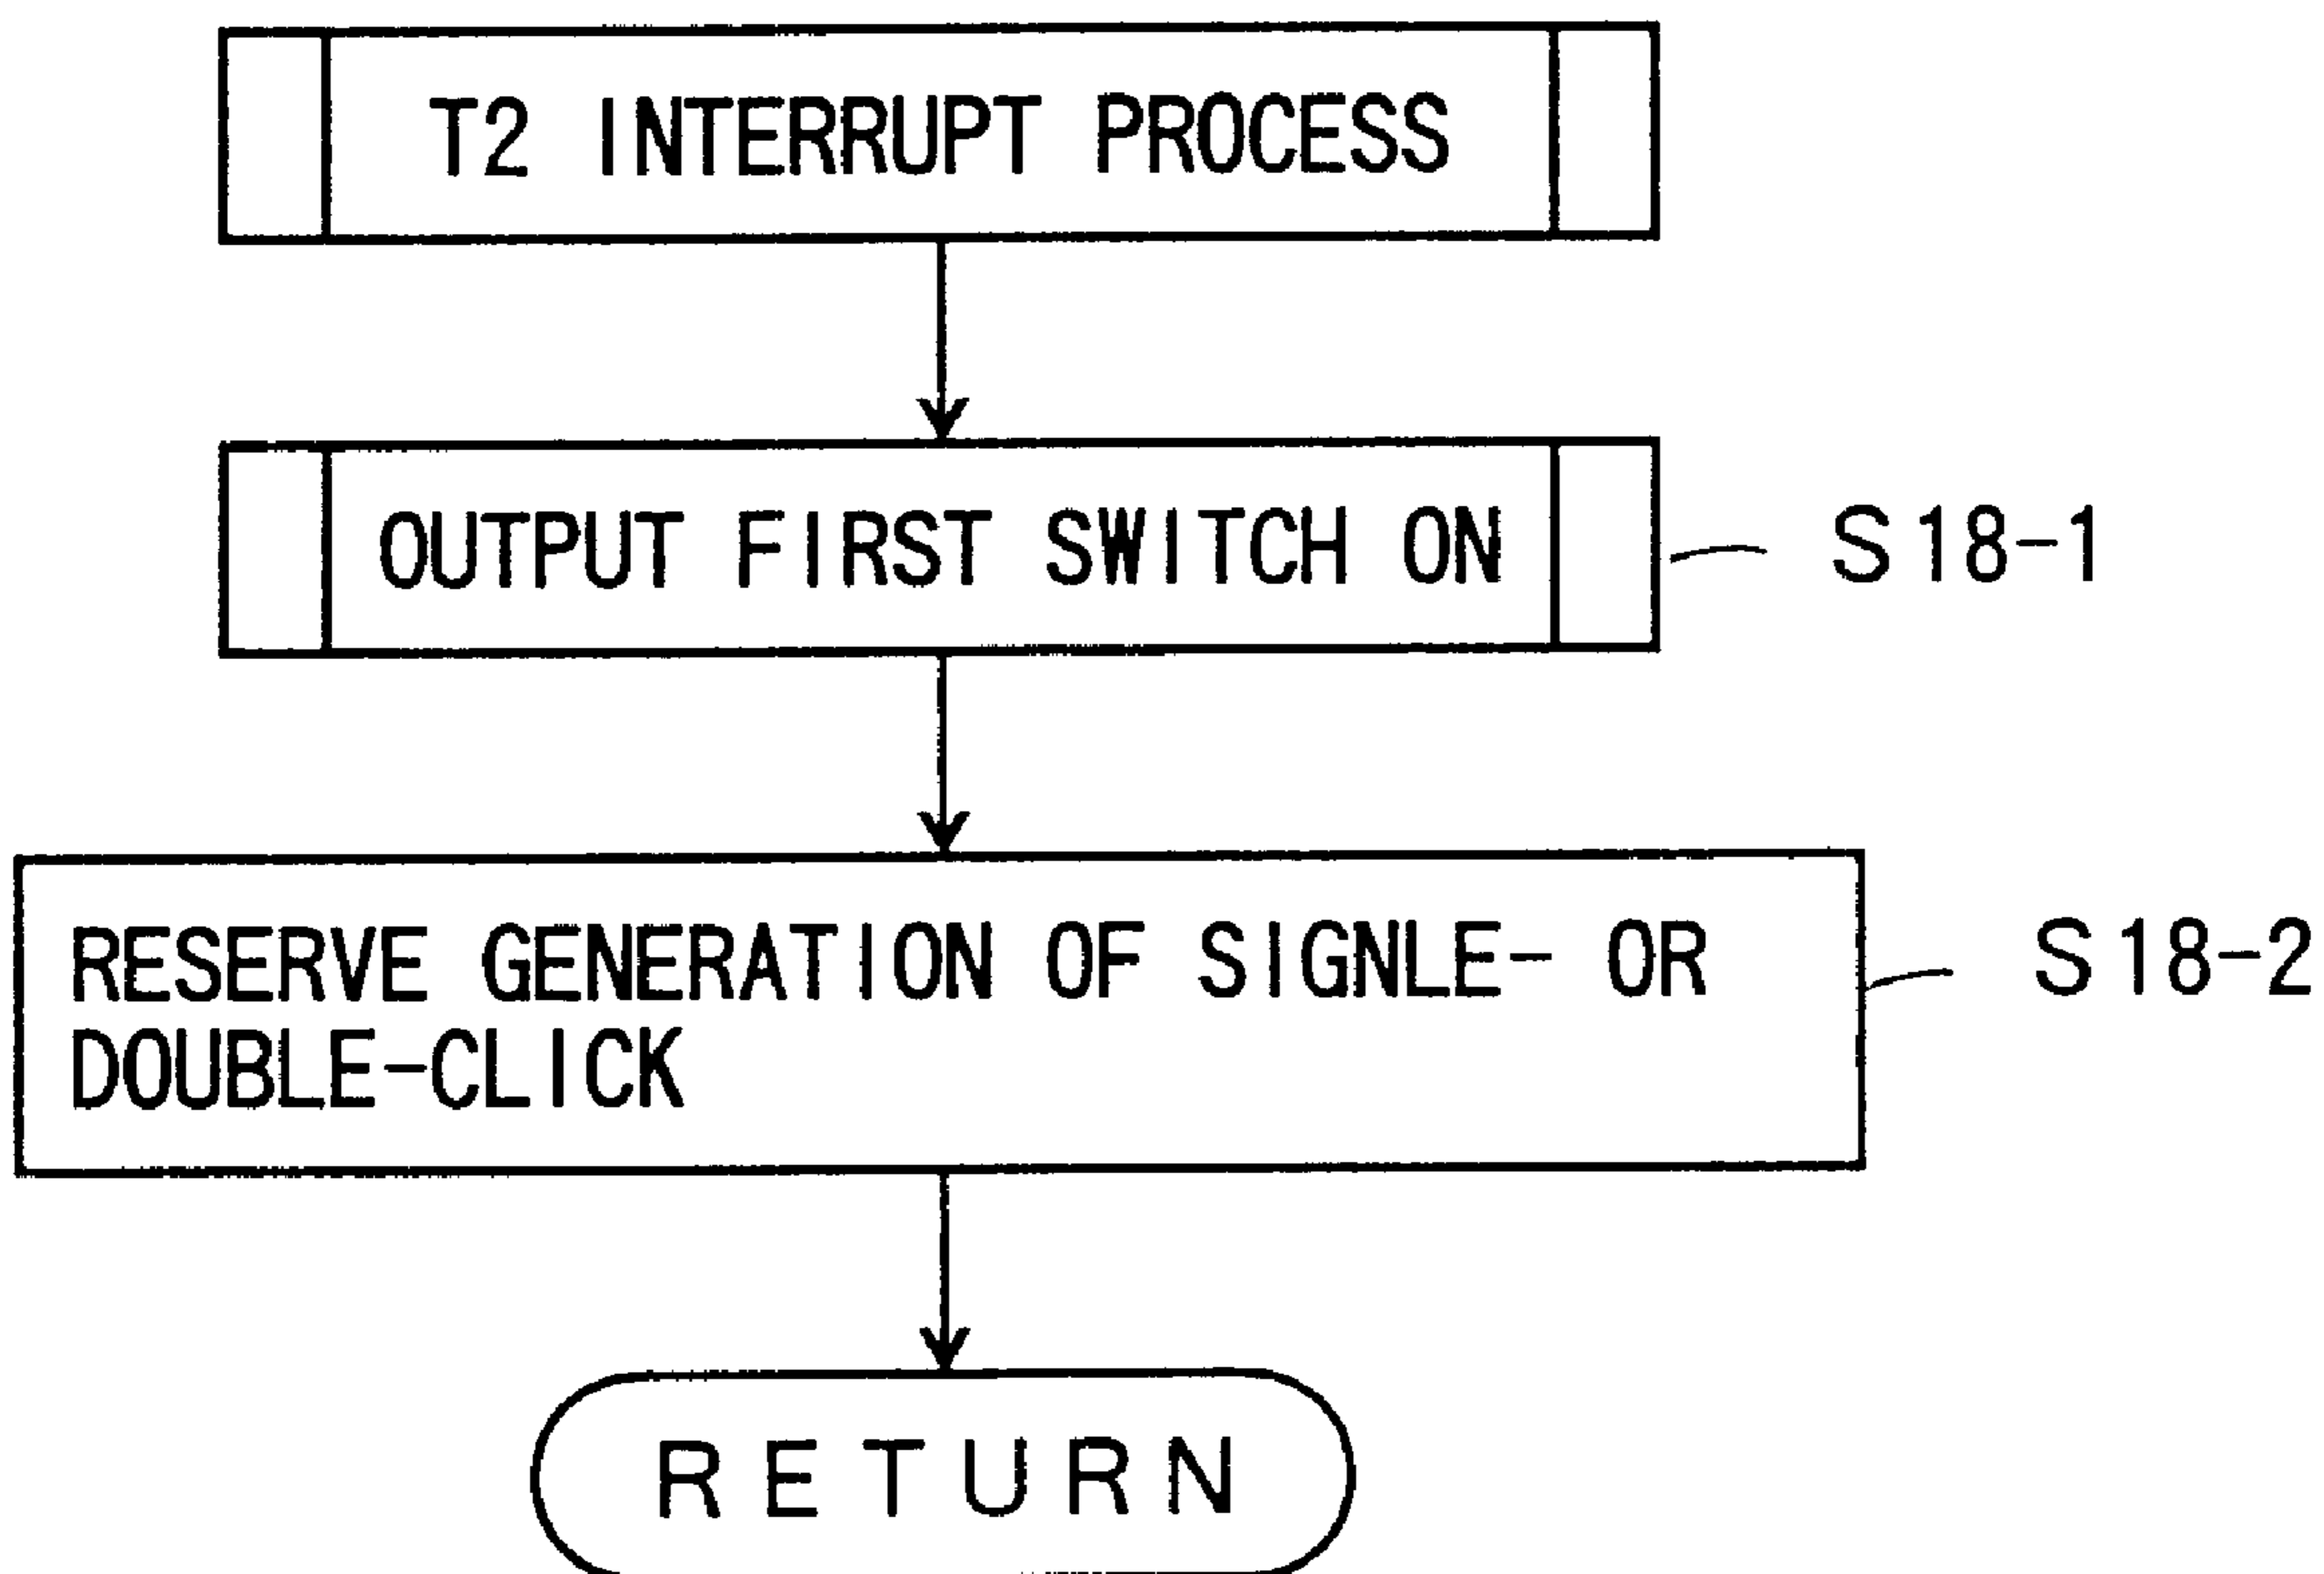 T2 INTERRUPT PROCESS
OUTPUT FIRST SWITCH ON
S18-1
RESERVE GENERATION OF SIGNLE- OR
DOUBLE-CLICK
S18-2
RETURN